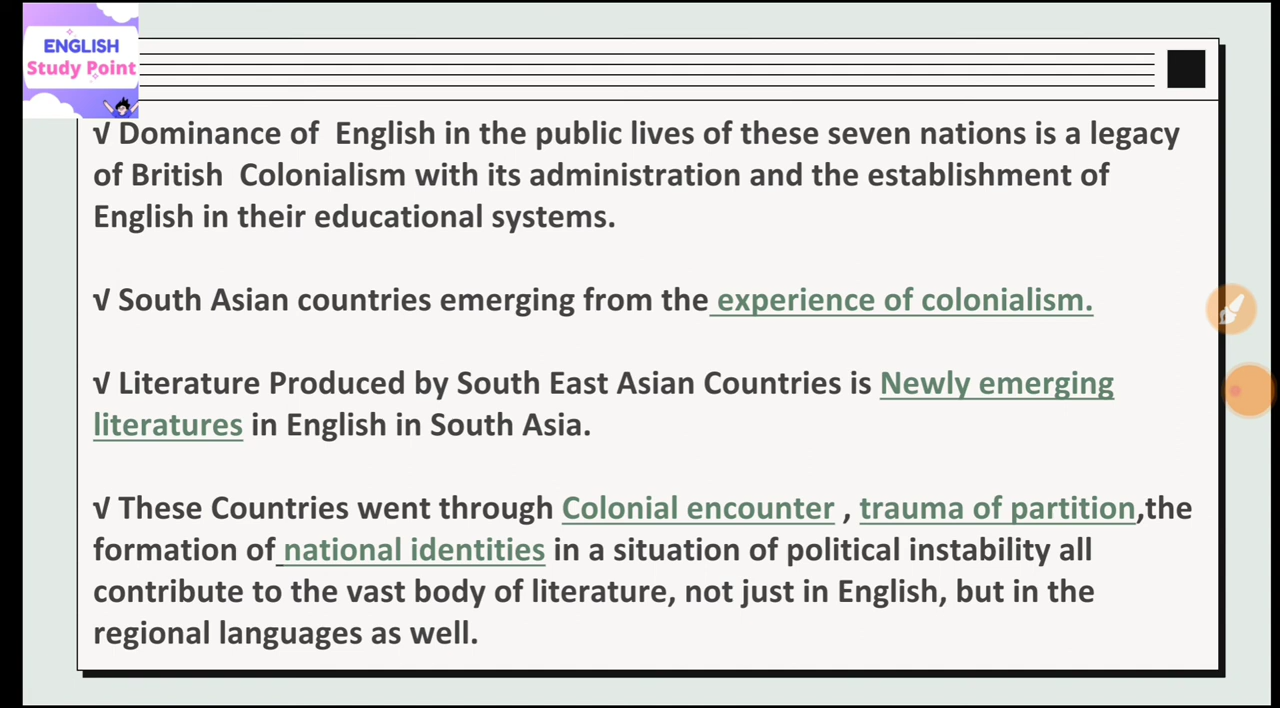 ENGLISH
Study Point
√ Dominance of English in the public lives of these seven nations is a legacy
of British Colonialism with its administration and the establishment of
English in their educational systems.
√ South Asian countries emerging from the experience of colonialism.
√ Literature Produced by South East Asian Countries is Newly emerging
literatures in English in South Asia.
√ These Countries went through Colonial encounter , trauma of partition,the
formation of national identities in a situation of political instability all
contribute to the vast body of literature, not just in English, but in the
regional languages as well.